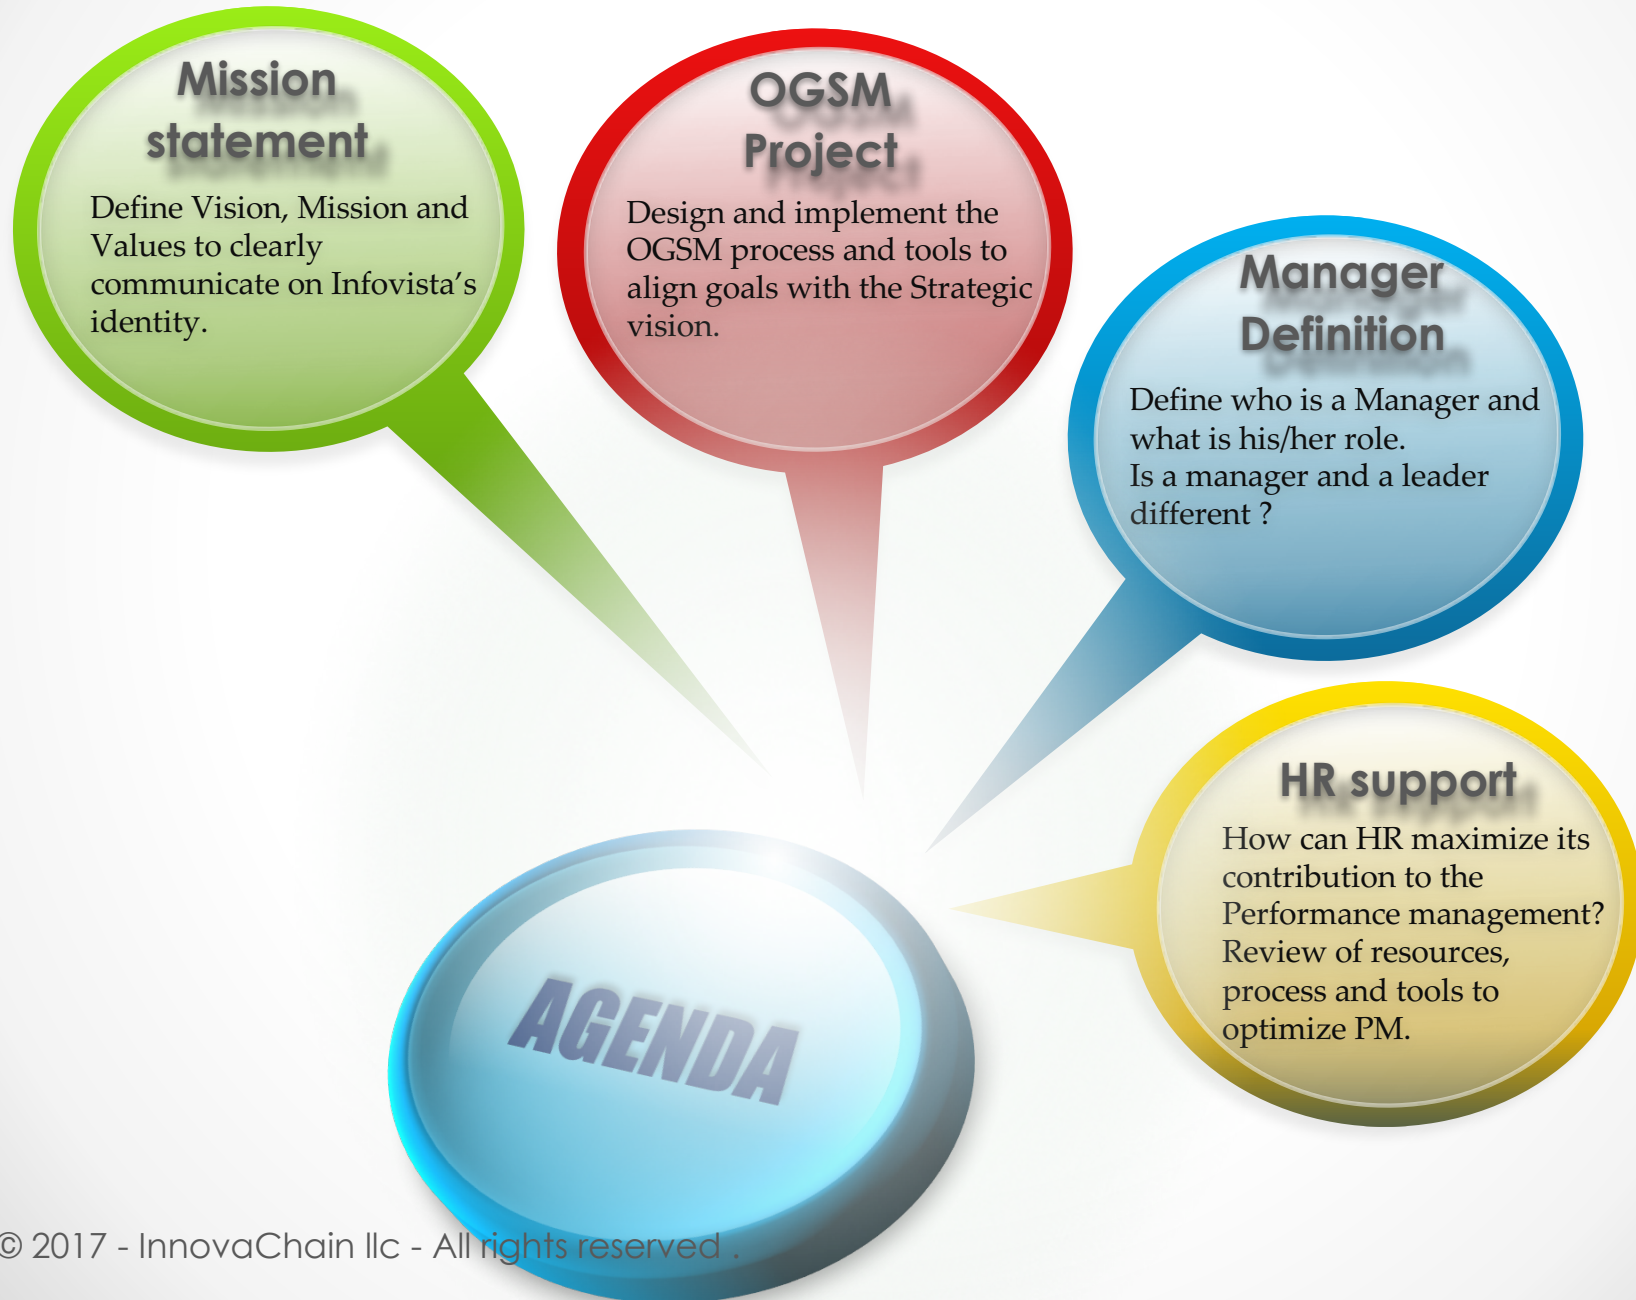 Mission
statement
Define Vision, Mission and
Values to clearly
communicate on Infovista’s
identity.
OGSM
Project
Design and implement the
OGSM process and tools to
align goals with the Strategic
vision.
Manager
Definition
Define who is a Manager and
what is his/her role.
Is a manager and a leader
different ?
HR support
How can HR maximize its
contribution to the
Performance management?
Review of resources,
process and tools to
optimize PM.
AGENDA
© 2017 - InnovaChain llc - All rights reserved .